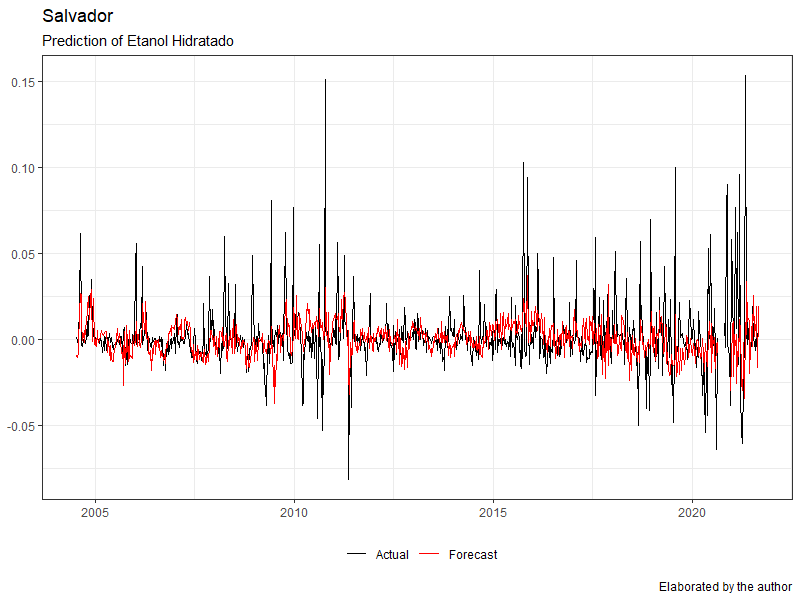 Salvador
Prediction of Etanol Hidratado
0.15
0.10
0.05
0.00
-0.05
2005 2010 2015 2020
Actual Forecast
Elaborated by the author